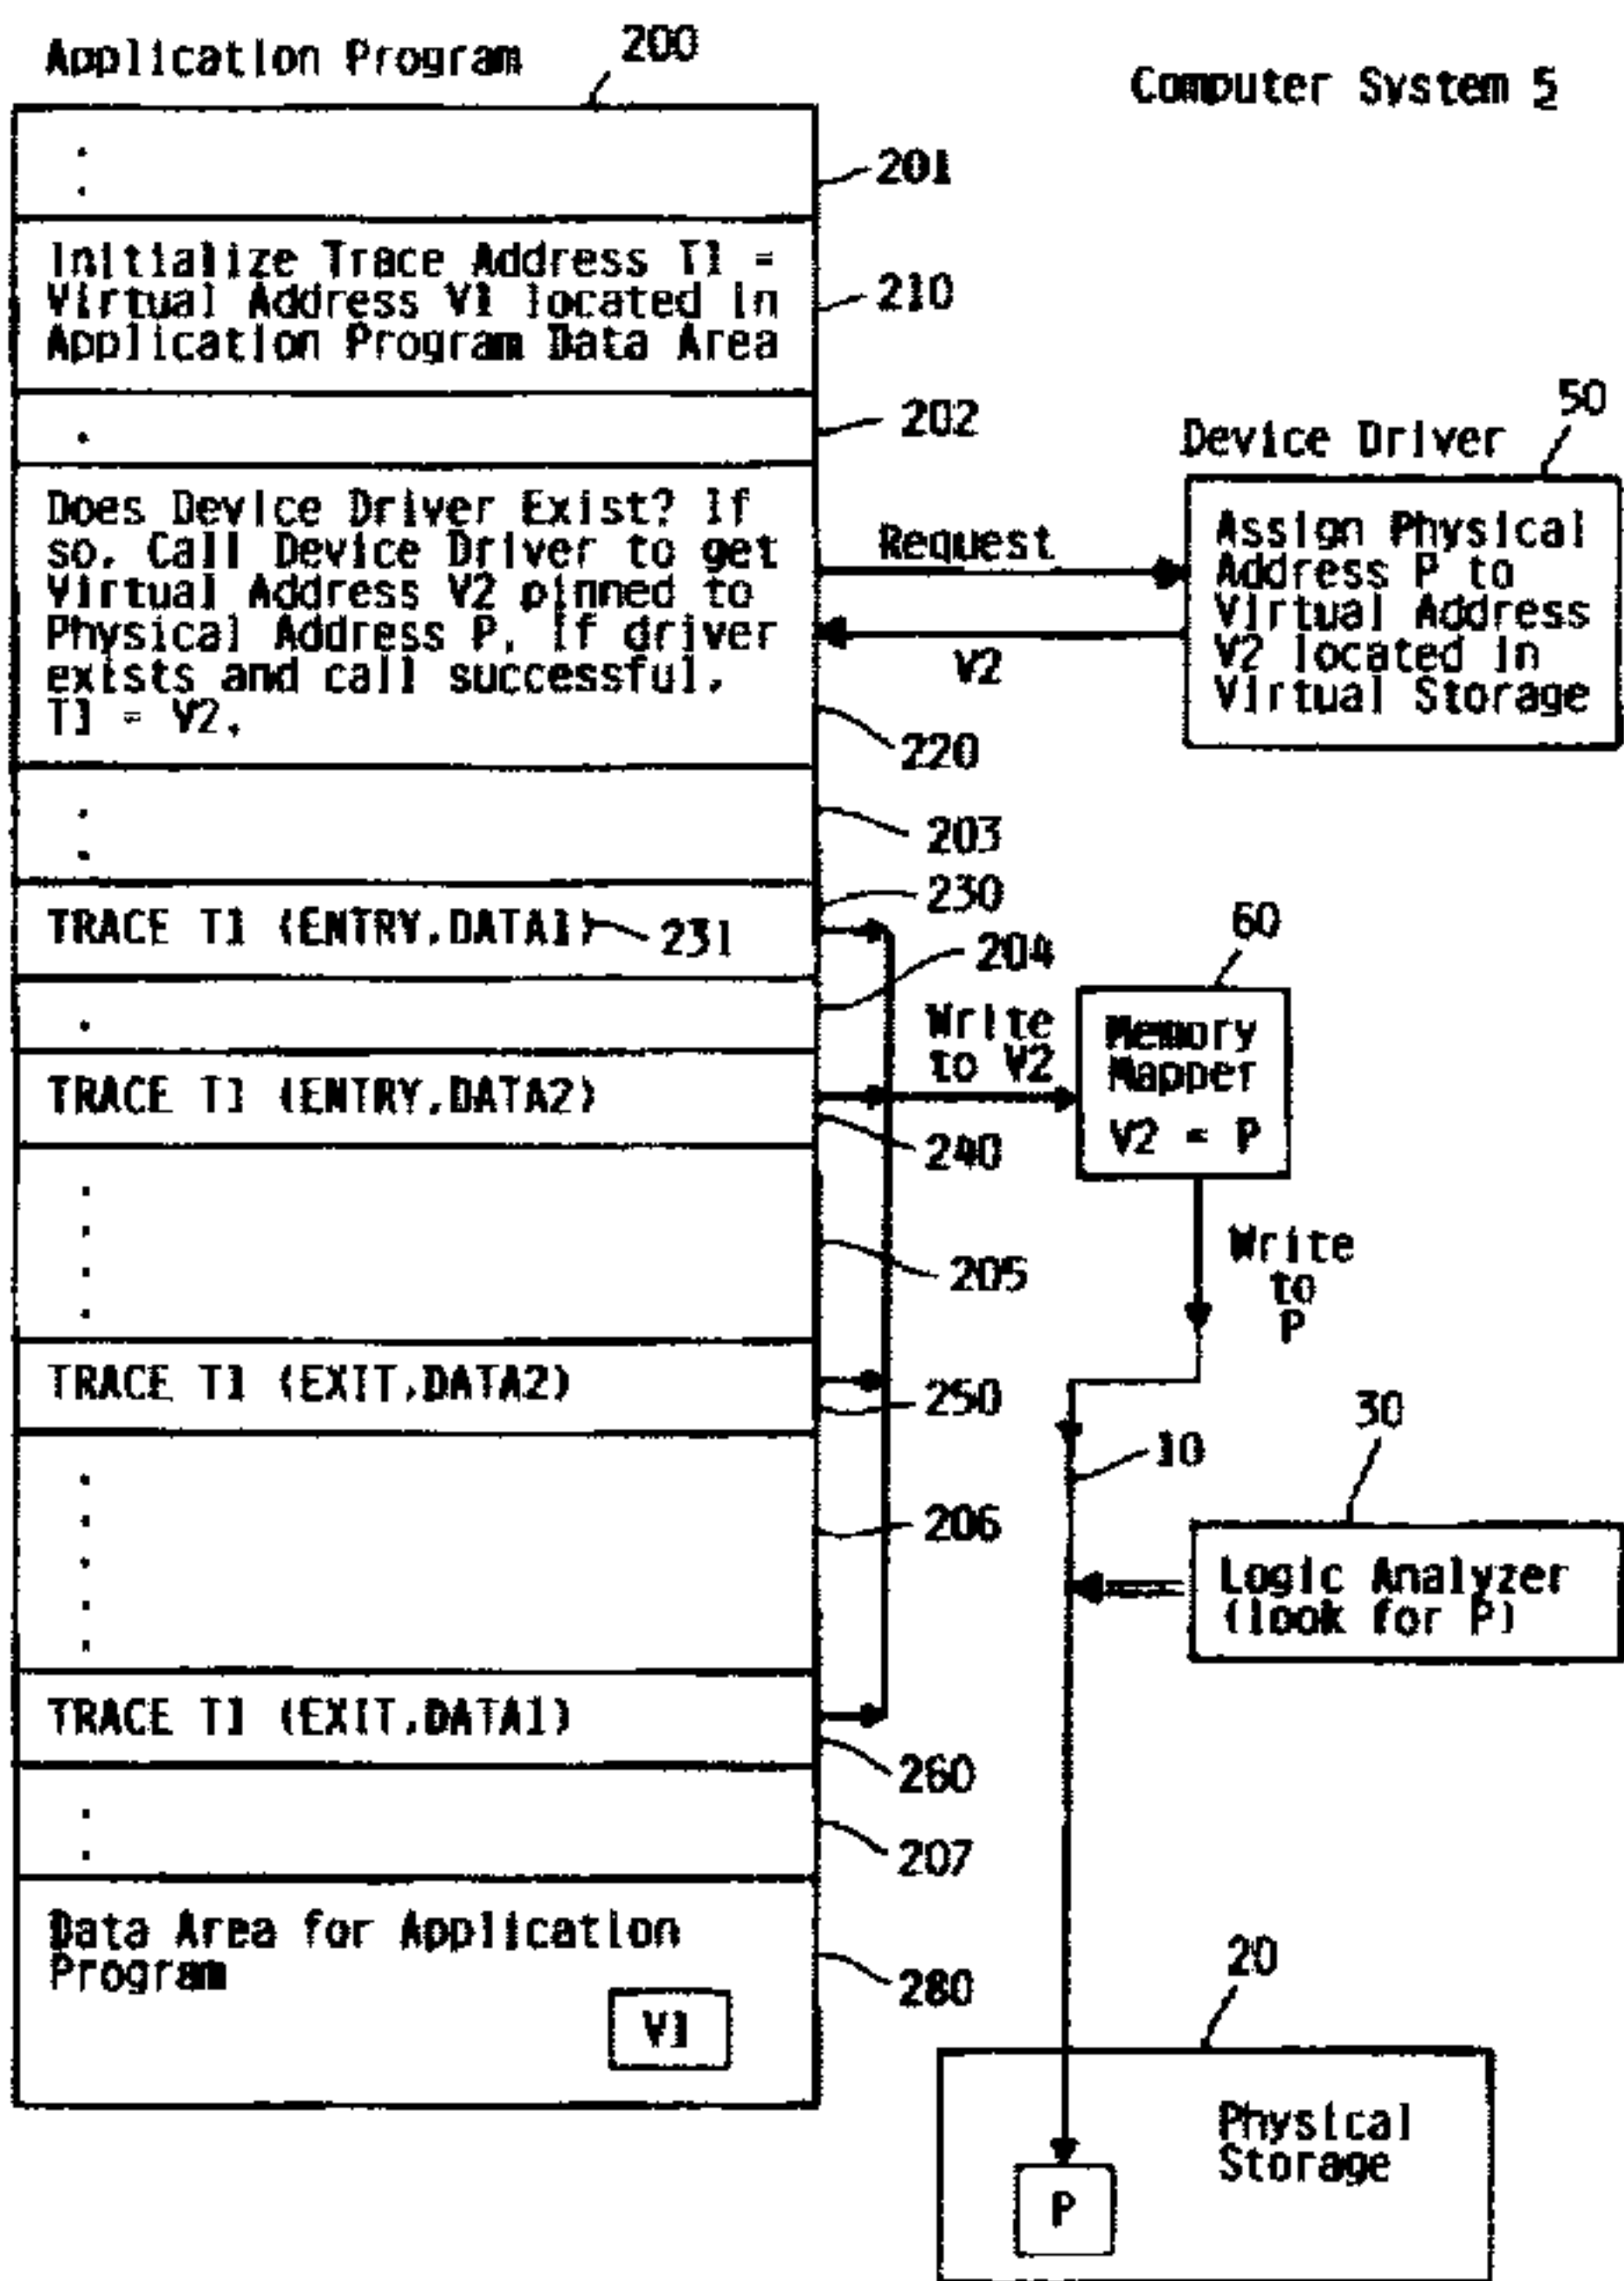 Application Program 200
Computer System 5
201
Initialize Trace Address T1 =
Virtual Address V1 located in
Application Program Data Area
210
202
Does Device Driver Exist? If
so, Call Device Driver to get
Virtual Address V2 pinned to
Physical Address P. If driver
exists and call successful,
T1 = V2.
220
Request
V2
Device Driver 50
Assign Physical
Address P to
Virtual Address
V2 located in
Virtual Storage
203
230
TRACE T1 (ENTRY,DATA1) 231
204
Write
to V2
60
Memory
Mapper
V2 = P
TRACE T1 (ENTRY,DATA2)
240
205
Write
to
P
TRACE T1 (EXIT,DATA2)
250
10
30
Logic Analyzer
(look for P)
206
TRACE T1 (EXIT,DATA1)
260
207
Data Area for Application
Program
280
V1
20
Physical
Storage
P